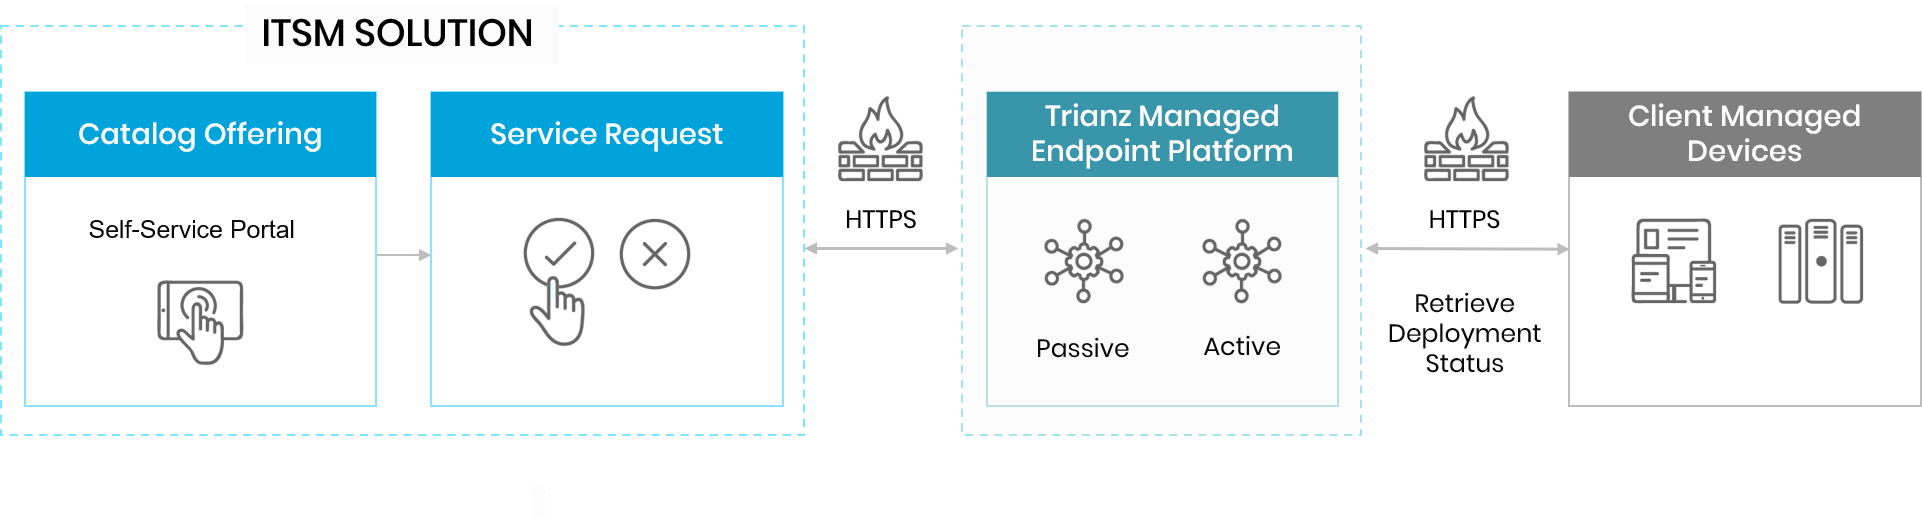 ITSM SOLUTION
Catalog Offering
Self-Service Portal
Service Request
HTTPS
Trianz Managed
Endpoint Platform
Passive
Active
HTTPS
Retrieve
Deployment
Status
Client Managed
Devices